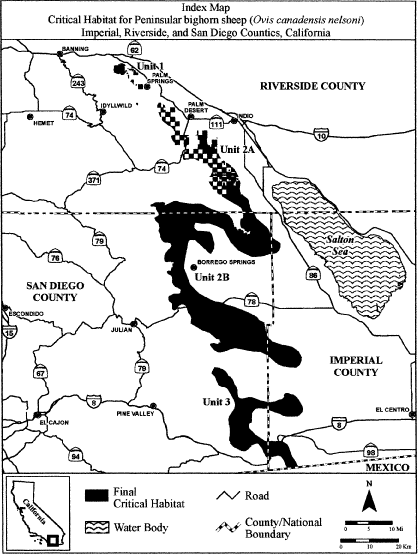 Index Map
Critical Habitat for Peninsular bighorn sheep (Ovis canadensis nelsoni)
Imperial, Riverside, and San Diego Counties, California
BANNING
62
Unit 1
PALM
SPRINGS
243
RIVERSIDE COUNTY
IDYLLWILD
HEMET
74
PALM
DESERT
111
INDIO
10
Unit 2A
74
371
79
Salton
Sea
76
BORREGO SPRINGS
Unit 2B
86
SAN DIEGO
COUNTY
78
ESCONDIDO
15
JULIAN
IMPERIAL
COUNTY
67
79
8
PINE VALLEY
Unit 3
EL CAJON
EL CENTRO
8
94
98
MEXICO
California
Final
Critical Habitat
Road
N
Water Body
County/National
Boundary
0 5 10 Mi
0 10 20 Km